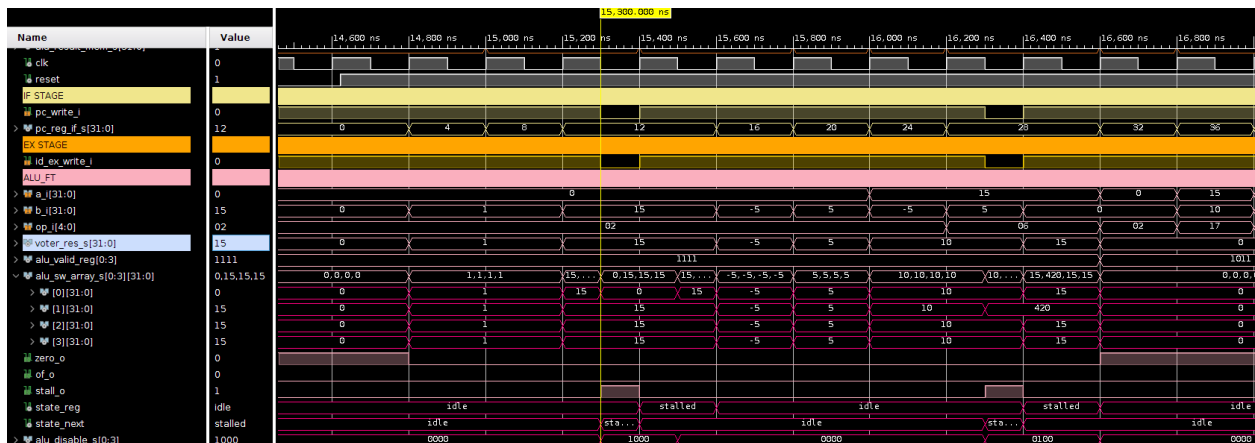 15,300.000 ns
Name Value 14,600 ns 14,800 ns 15,000 ns 15,200 ns 15,400 ns 15,600 ns 15,800 ns 16,000 ns 16,200 ns 16,400 ns 16,600 ns 16,800 ns
clk 0
reset 1
IF STAGE
pc_write_i 0
pc_reg_if_s[31:0] 12 0 4 8 12 16 20 24 28 32 36
EX STAGE
id_ex_write_i 0
ALU_FT
a_i[31:0] 0 0 15 0 15
b_i[31:0] 15 0 1 15 -5 5 -5 5 0 10
op_i[4:0] 02 02 06 02 17
voter_res_s[31:0] 15 0 1 15 -5 5 10 15 0
alu_valid_reg[0:3] 1111 1111 1011
alu_sw_array_s[0:3][31:0] 0,15,15,15 0,0,0,0 1,1,1,1 15,... 0,15,15,15 15,... -5,-5,-5,-5 5,5,5,5 10,10,10,10 10,... 15,420,15,15 0,0,0,
[0][31:0] 0 0 1 15 0 15 -5 5 10 15 0
[1][31:0] 15 0 1 15 -5 5 10 420 0
[2][31:0] 15 0 1 15 -5 5 10 15 0
[3][31:0] 15 0 1 15 -5 5 10 15 0
zero_o 0
of_o 0
stall_o 1
state_reg idle idle stalled idle stalled idle
state_next stalled idle sta... idle sta... idle
alu_disable_s[0:3] 1000 0000 1000 0000 0100 0000